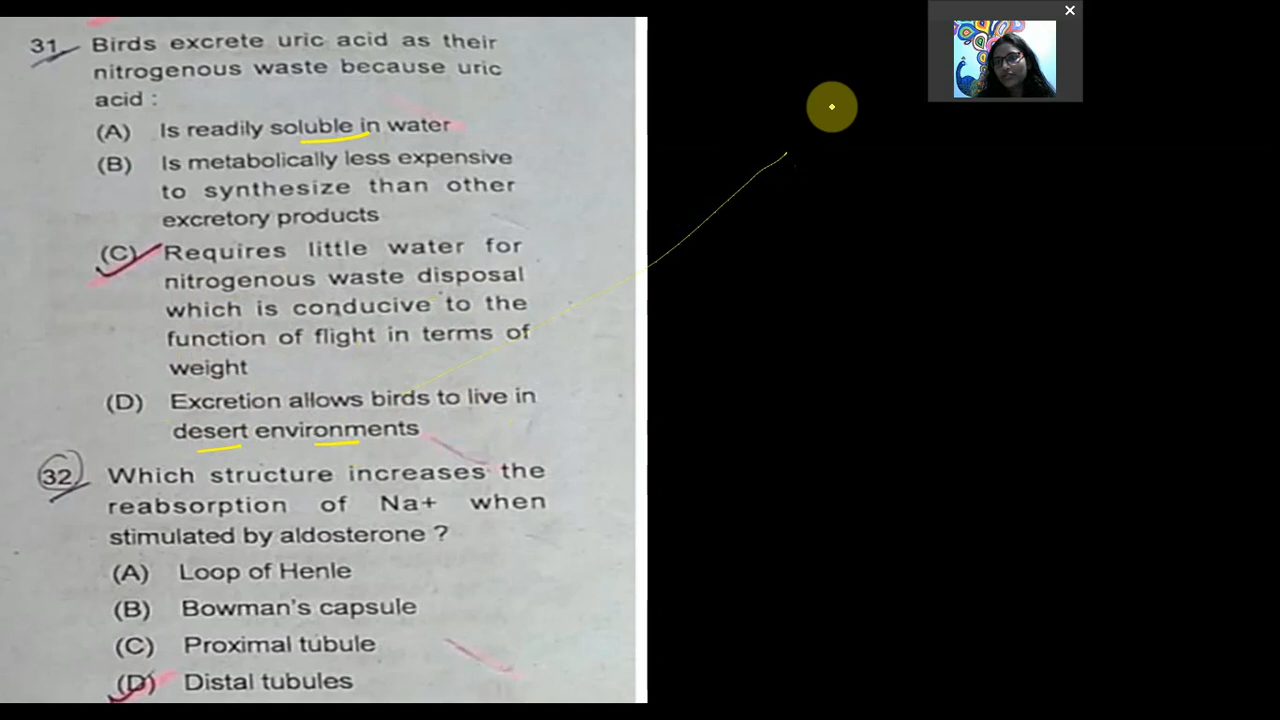 31 Birds excrete uric acid as their
nitrogenous waste because uric
acid :
(A) Is readily soluble in water
(B) Is metabolically less expensive
to synthesize than other
excretory products
(C) Requires little water for
nitrogenous waste disposal
which is conducive to the
function of flight in terms of
weight
(D) Excretion allows birds to live in
desert environments
32 Which structure increases the
reabsorption of Na+ when
stimulated by aldosterone ?
(A) Loop of Henle
(B) Bowman's capsule
(C) Proximal tubule
(D) Distal tubules